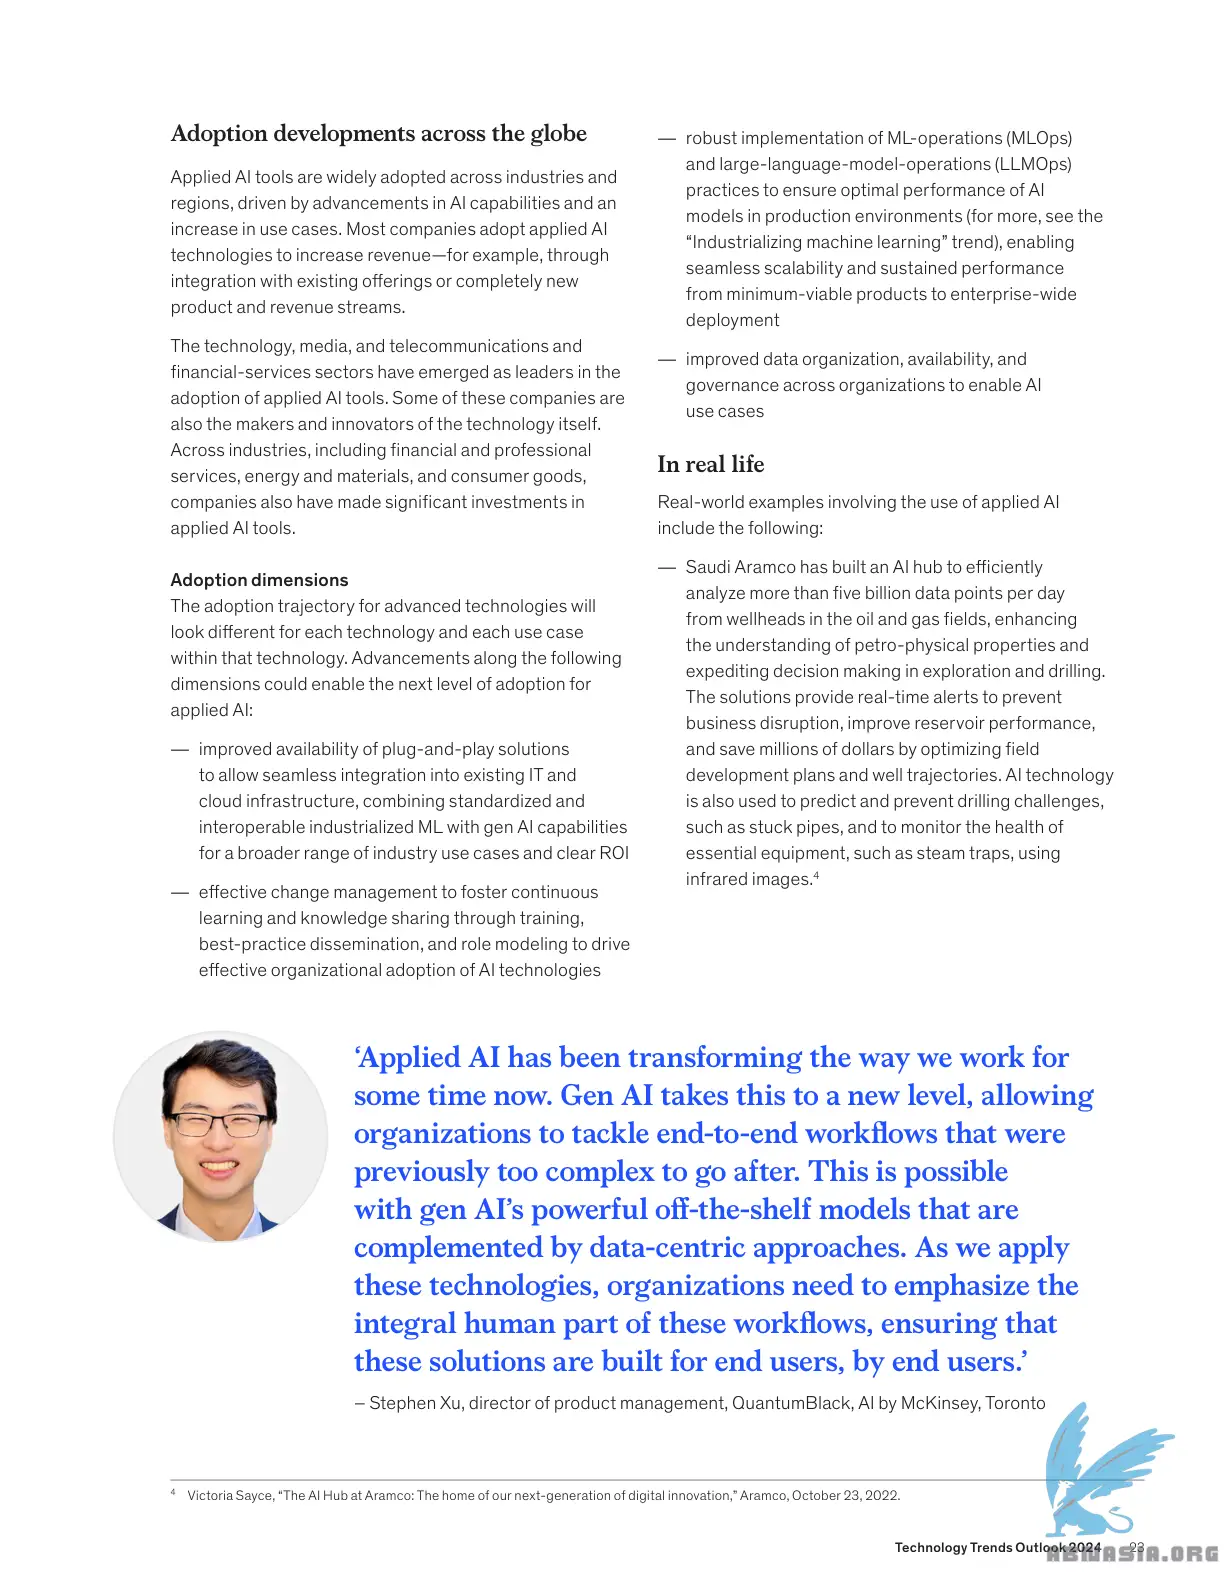 Adoption developments across the globe
Applied AI tools are widely adopted across industries and
regions, driven by advancements in AI capabilities and an
increase in use cases. Most companies adopt applied AI
technologies to increase revenue—for example, through
integration with existing offerings or completely new
product and revenue streams.
The technology, media, and telecommunications and
financial-services sectors have emerged as leaders in the
adoption of applied AI tools. Some of these companies are
also the makers and innovators of the technology itself.
Across industries, including financial and professional
services, energy and materials, and consumer goods,
companies also have made significant investments in
applied AI tools.
Adoption dimensions
The adoption trajectory for advanced technologies will
look different for each technology and each use case
within that technology. Advancements along the following
dimensions could enable the next level of adoption for
applied AI:
— improved availability of plug-and-play solutions
to allow seamless integration into existing IT and
cloud infrastructure, combining standardized and
interoperable industrialized ML with gen AI capabilities
for a broader range of industry use cases and clear ROI
— effective change management to foster continuous
learning and knowledge sharing through training,
best-practice dissemination, and role modeling to drive
effective organizational adoption of AI technologies
— robust implementation of ML-operations (MLOps)
and large-language-model-operations (LLMOps)
practices to ensure optimal performance of AI
models in production environments (for more, see the
“Industrializing machine learning” trend), enabling
seamless scalability and sustained performance
from minimum-viable products to enterprise-wide
deployment
— improved data organization, availability, and
governance across organizations to enable AI
use cases
In real life
Real-world examples involving the use of applied AI
include the following:
— Saudi Aramco has built an AI hub to efficiently
analyze more than five billion data points per day
from wellheads in the oil and gas fields, enhancing
the understanding of petro-physical properties and
expediting decision making in exploration and drilling.
The solutions provide real-time alerts to prevent
business disruption, improve reservoir performance,
and save millions of dollars by optimizing field
development plans and well trajectories. AI technology
is also used to predict and prevent drilling challenges,
such as stuck pipes, and to monitor the health of
essential equipment, such as steam traps, using
infrared images.⁴
‘Applied AI has been transforming the way we work for
some time now. Gen AI takes this to a new level, allowing
organizations to tackle end-to-end workflows that were
previously too complex to go after. This is possible
with gen AI’s powerful off-the-shelf models that are
complemented by data-centric approaches. As we apply
these technologies, organizations need to emphasize the
integral human part of these workflows, ensuring that
these solutions are built for end users, by end users.’
– Stephen Xu, director of product management, QuantumBlack, AI by McKinsey, Toronto
⁴ Victoria Sayce, “The AI Hub at Aramco: The home of our next-generation of digital innovation,” Aramco, October 23, 2022.
Technology Trends Outlook 2024 23
ABWASIA.ORG